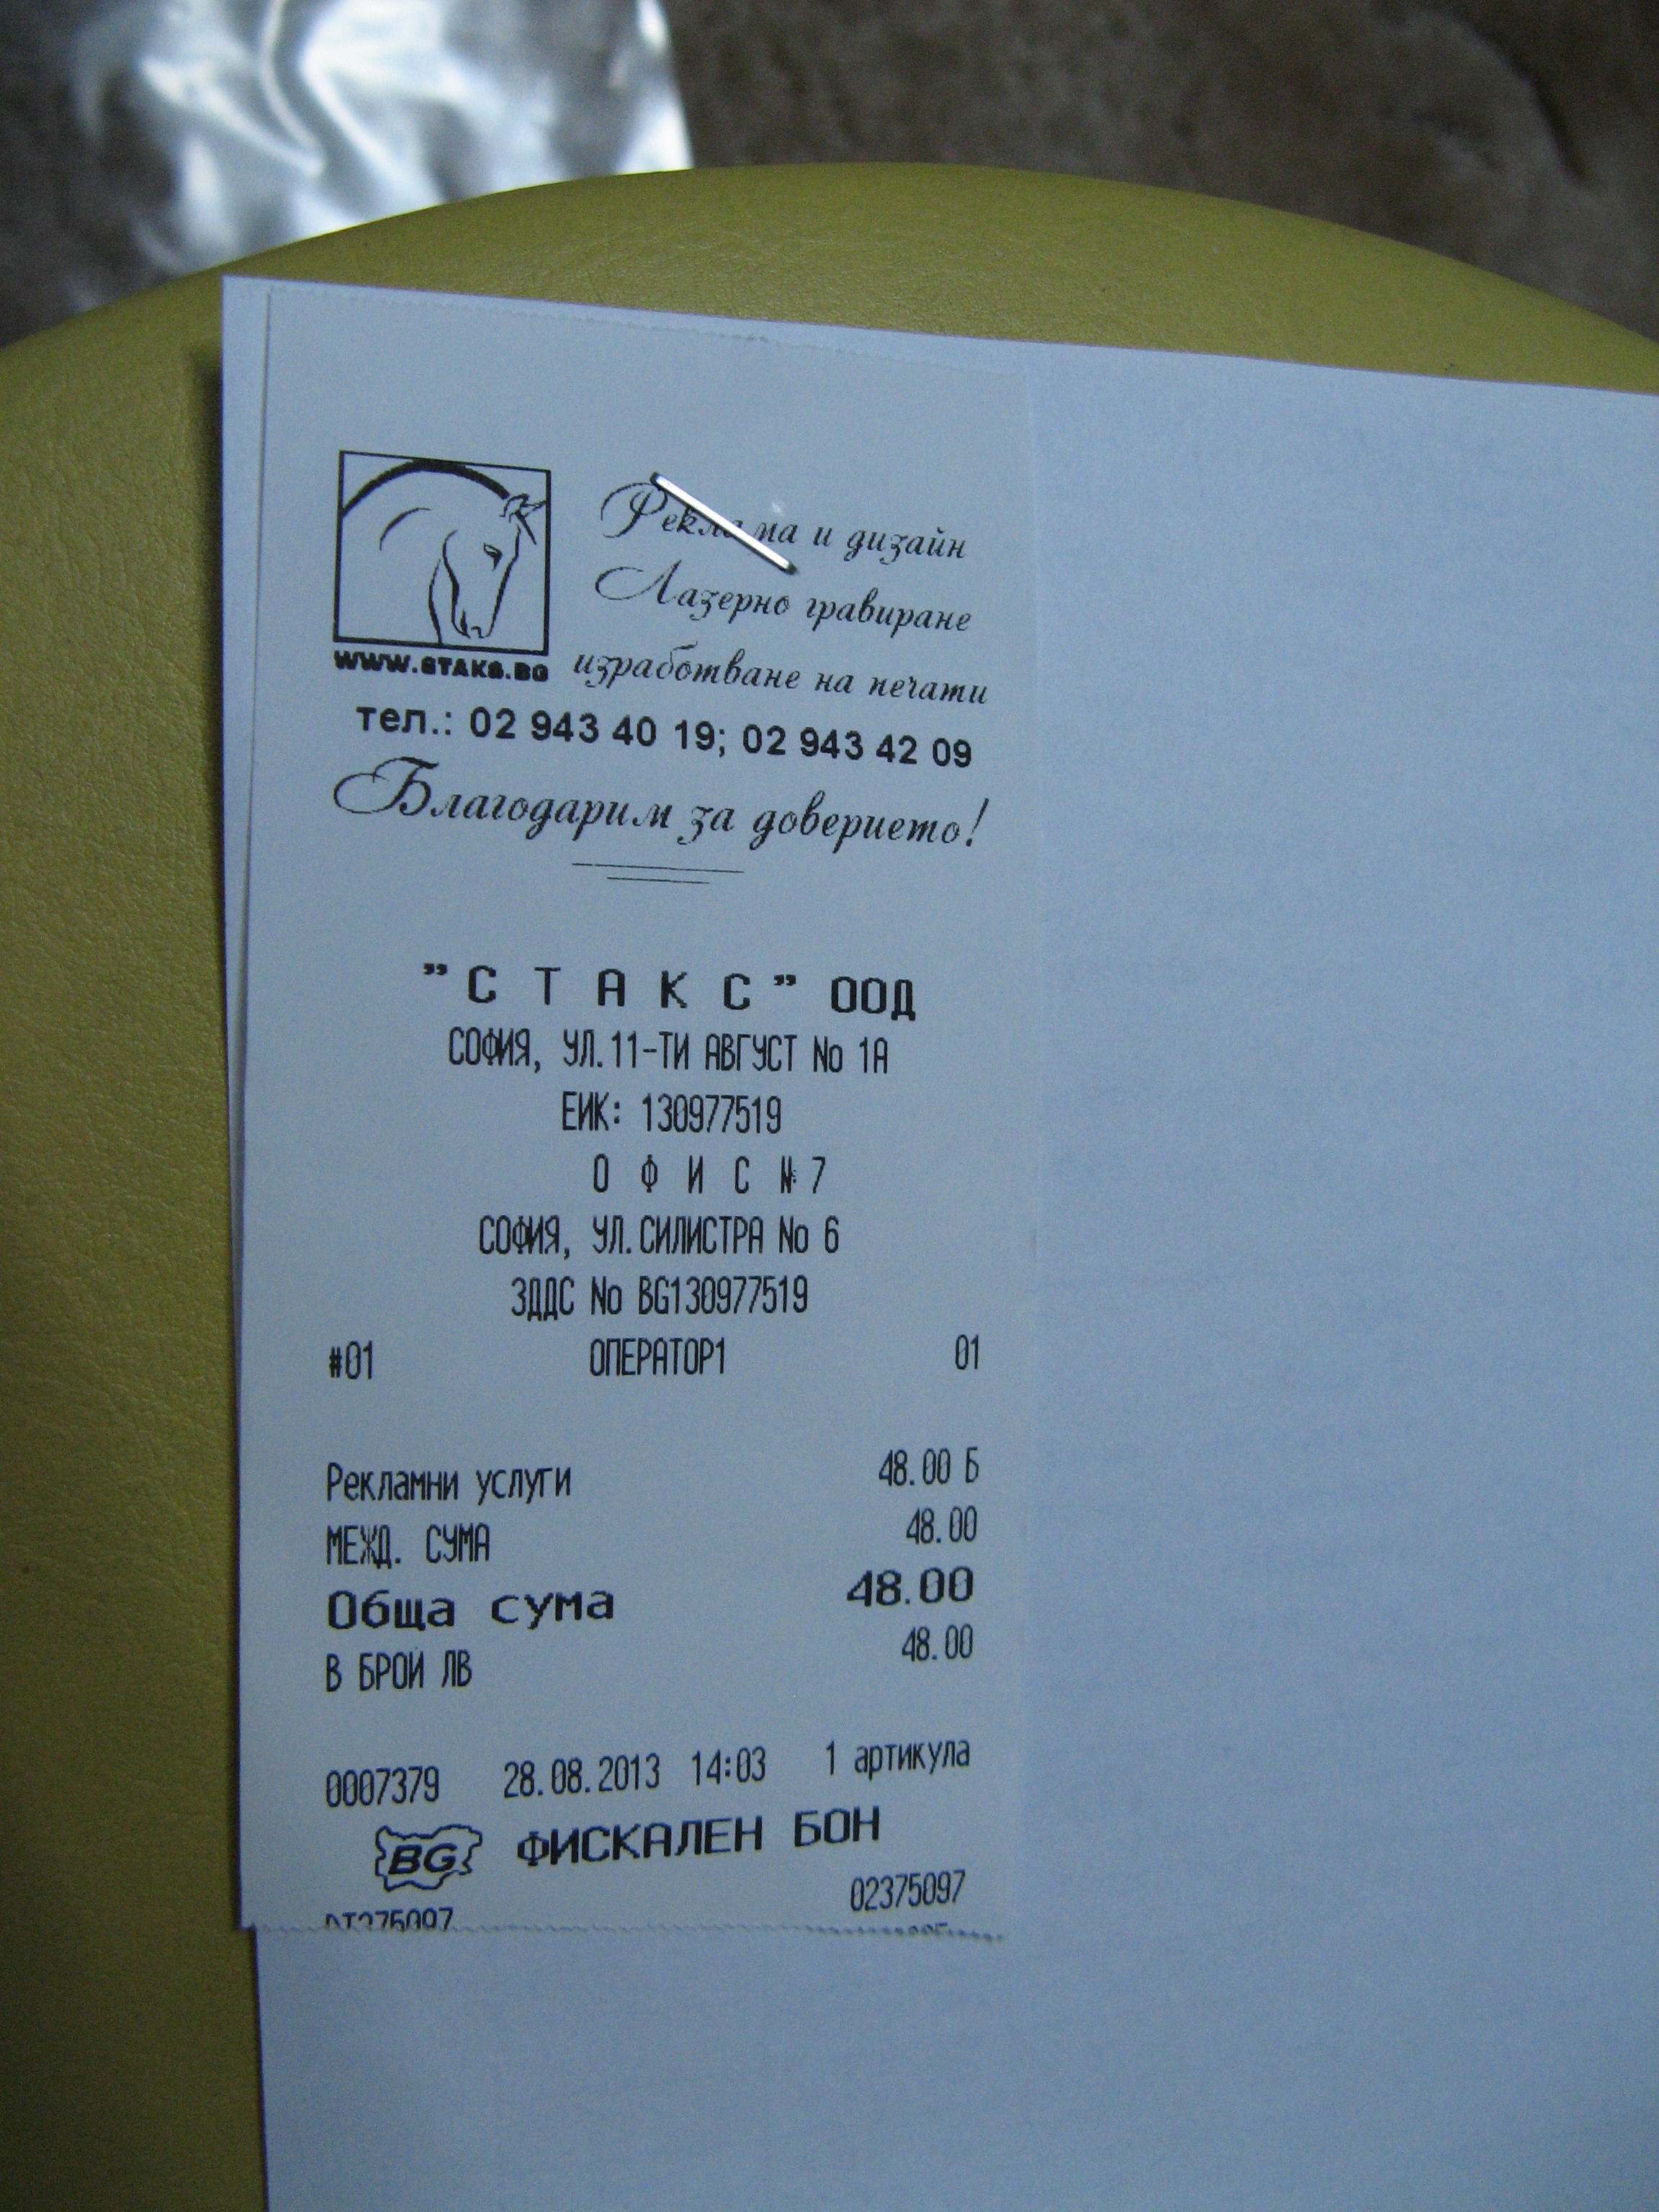 Реклама и дизайн
Лазерно гравиране
изработване на печати
WWW.STAKS.BG
тел.: 02 943 40 19; 02 943 42 09
Благодарим за доверието!
"С Т А К С" ООД
СОФИЯ, УЛ.11-ТИ АВГУСТ No 1А
ЕИК: 130977519
О Ф И С №7
СОФИЯ, УЛ.СИЛИСТРА No 6
ЗДДС No BG130977519
#01 ОПЕРАТОР1 01
Рекламни услуги 48.00 Б
МЕЖД. СУМА 48.00
Обща сума 48.00
В БРОЙ ЛВ 48.00
0007379 28.08.2013 14:03 1 артикула
BG ФИСКАЛЕН БОН
DT375097 02375097